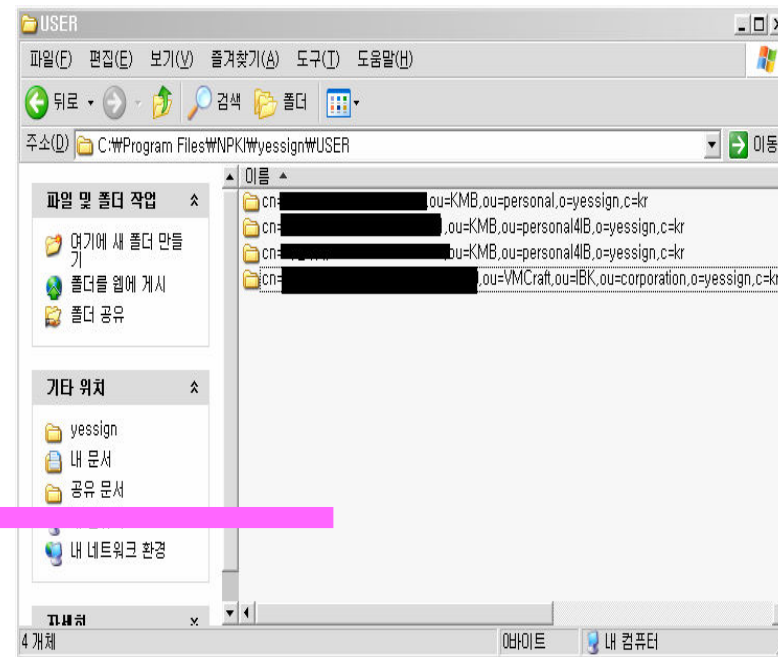 USER
파일(F) 편집(E) 보기(V) 즐겨찾기(A) 도구(T) 도움말(H)
뒤로 검색 폴더
주소(D) C:₩Program Files₩NPKI₩yessign₩USER 이동
이름
파일 및 폴더 작업
여기에 새 폴더 만들
기
폴더를 웹에 게시
폴더 공유
기타 위치
yessign
내 문서
공유 문서
내 네트워크 환경
자세히
cn= ,ou=KMB,ou=personal,o=yessign,c=kr
cn= ,ou=KMB,ou=personal4IB,o=yessign,c=kr
cn= ou=KMB,ou=personal4IB,o=yessign,c=kr
cn= ,ou=VMCraft,ou=IBK,ou=corporation,o=yessign,c=kr
4 개체 0바이트 내 컴퓨터